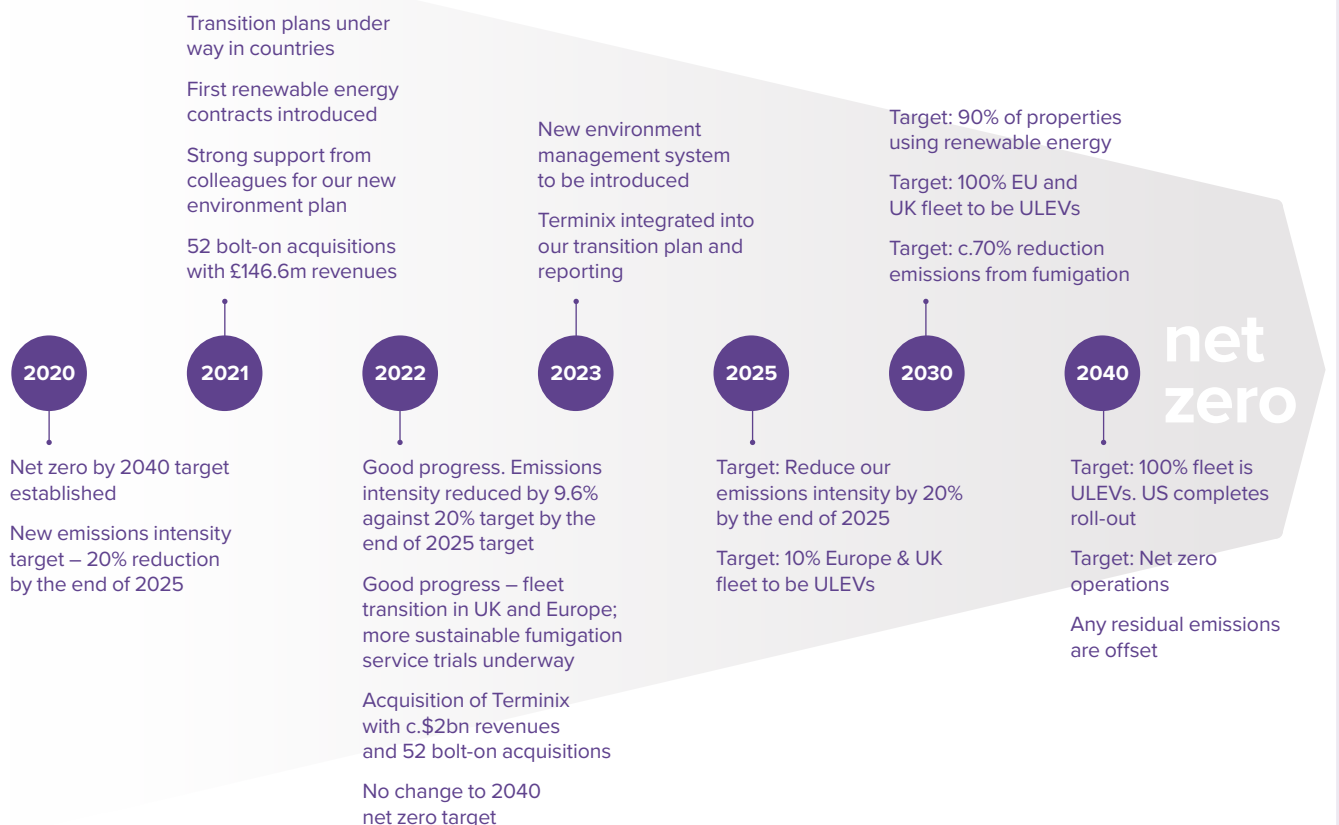 Transition plans under
way in countries
First renewable energy
contracts introduced
Strong support from
colleagues for our new
environment plan
52 bolt-on acquisitions
with £146.6m revenues
New environment
management system
to be introduced
Terminix integrated into
our transition plan and
reporting
Target: 90% of properties
using renewable energy
Target: 100% EU and
UK fleet to be ULEVs
Target: c.70% reduction
emissions from fumigation
2020
2021
2022
2023
2025
2030
2040
net
zero
Net zero by 2040 target
established
New emissions intensity
target – 20% reduction
by the end of 2025
Good progress. Emissions
intensity reduced by 9.6%
against 20% target by the
end of 2025 target
Good progress – fleet
transition in UK and Europe;
more sustainable fumigation
service trials underway
Acquisition of Terminix
with c.$2bn revenues
and 52 bolt-on acquisitions
No change to 2040
net zero target
Target: Reduce our
emissions intensity by 20%
by the end of 2025
Target: 10% Europe & UK
fleet to be ULEVs
Target: 100% fleet is
ULEVs. US completes
roll-out
Target: Net zero
operations
Any residual emissions
are offset